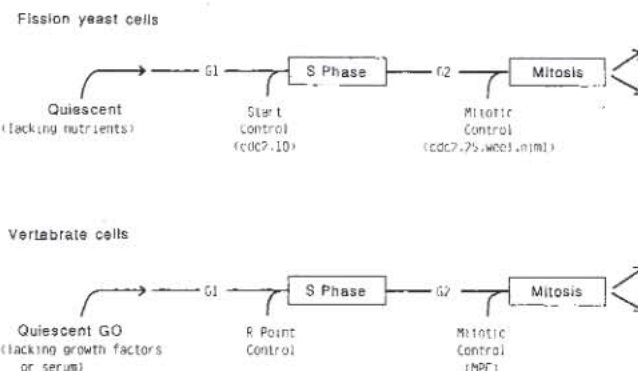 Fission yeast cells
G1
S Phase
G2
Mitosis
Quiescent
(lacking nutrients)
Start
Control
(cdc2.10)
Mitotic
Control
(cdc2.25.wee1.nim1)
Vertebrate cells
G1
S Phase
G2
Mitosis
Quiescent GO
(lacking growth factors
or serum)
R Point
Control
Mitotic
Control
(MPF)